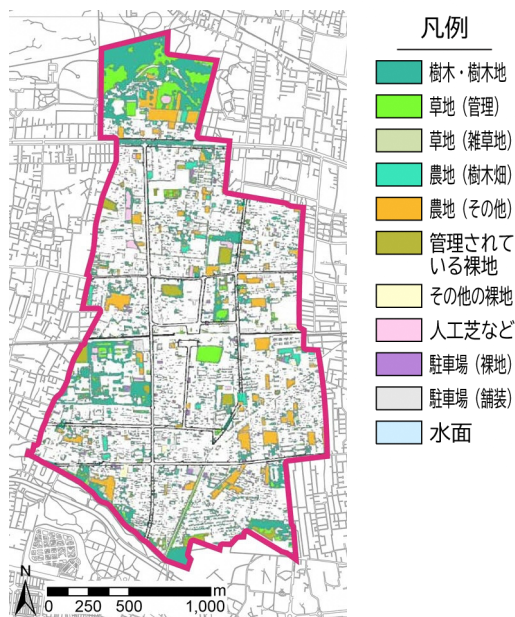 凡例
樹木・樹木地
草地（管理）
草地（雑草地）
農地（樹木畑）
農地（その他）
管理されて
いる裸地
その他の裸地
人工芝など
駐車場（裸地）
駐車場（舗装）
水面
N
m
0 250 500 1,000